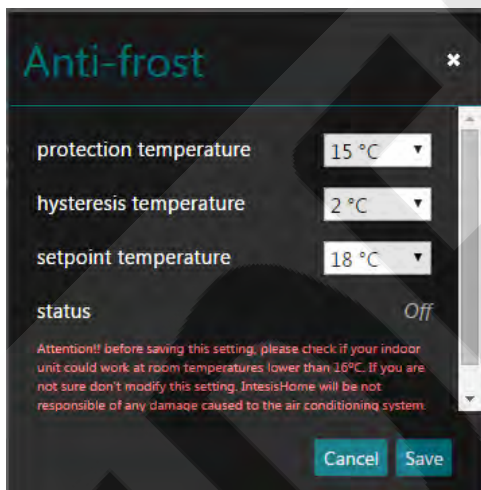 Anti-frost
protection temperature 15 °C
hysteresis temperature 2 °C
setpoint temperature 18 °C
status Off
Attention!! before saving this setting, please check if your indoor
unit could work at room temperatures lower than 16ºC. If you are
not sure don't modify this setting. IntesisHome will be not
responsible of any damage caused to the air conditioning system
Cancel Save